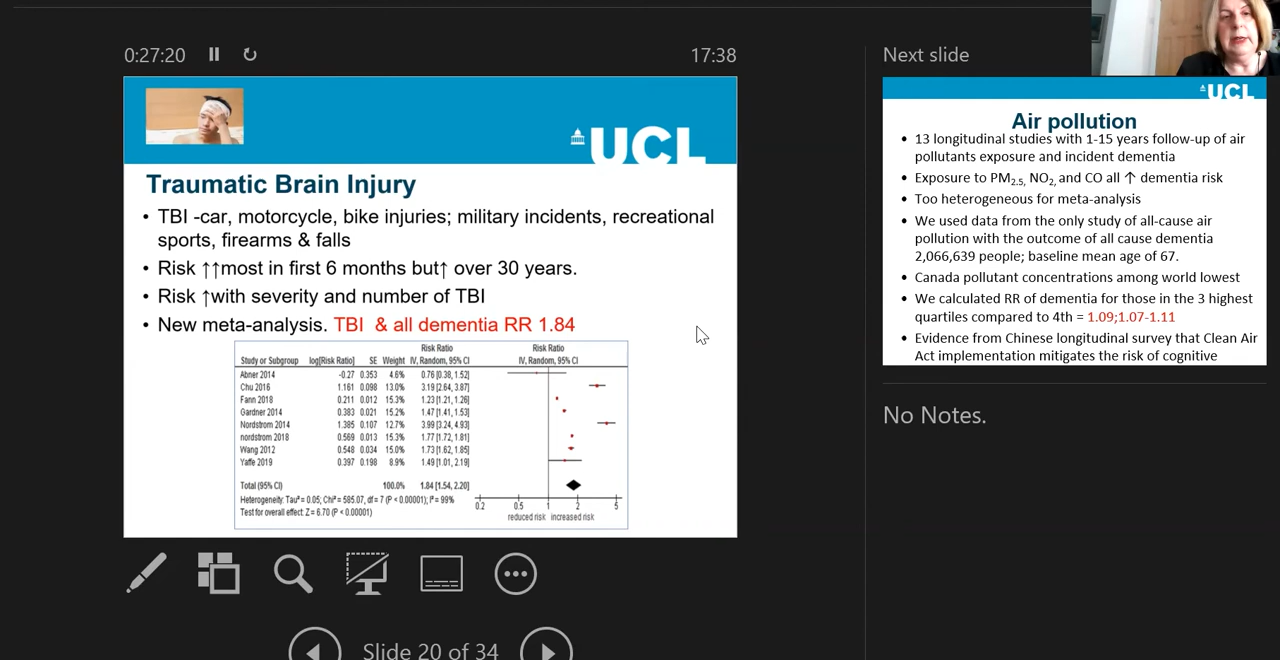 0:27:20
17:38
UCL
Traumatic Brain Injury
• TBI -car, motorcycle, bike injuries; military incidents, recreational
sports, firearms & falls
• Risk ↑↑most in first 6 months but↑ over 30 years.
• Risk ↑with severity and number of TBI
• New meta-analysis. TBI & all dementia RR 1.84
Risk Ratio Risk Ratio
Study or Subgroup log[Risk Ratio] SE Weight IV, Random, 95% CI IV, Random, 95% CI
Abner 2014 -0.27 0.353 4.6% 0.76 [0.38, 1.52]
Chu 2016 1.161 0.098 13.0% 3.19 [2.64, 3.87]
Fann 2018 0.211 0.012 15.3% 1.23 [1.21, 1.26]
Gardner 2014 0.383 0.021 15.2% 1.47 [1.41, 1.53]
Nordstrom 2014 1.385 0.107 12.7% 3.99 [3.24, 4.93]
nordstrom 2018 0.569 0.013 15.3% 1.77 [1.72, 1.81]
Wang 2012 0.548 0.034 15.0% 1.73 [1.62, 1.85]
Yaffe 2019 0.397 0.198 8.9% 1.49 [1.01, 2.19]
Total (95% CI) 100.0% 1.84 [1.54, 2.20]
Heterogeneity: Tau² = 0.05; Chi² = 585.07, df = 7 (P < 0.00001); I² = 99%
Test for overall effect: Z = 6.70 (P < 0.00001)
0.2 0.5 1 2 5
reduced risk increased risk
Slide 20 of 34
Next slide
UCL
Air pollution
• 13 longitudinal studies with 1-15 years follow-up of air
pollutants exposure and incident dementia
• Exposure to PM2.5, NO2, and CO all ↑ dementia risk
• Too heterogeneous for meta-analysis
• We used data from the only study of all-cause air
pollution with the outcome of all cause dementia
2,066,639 people; baseline mean age of 67.
• Canada pollutant concentrations among world lowest
• We calculated RR of dementia for those in the 3 highest
quartiles compared to 4th = 1.09;1.07-1.11
• Evidence from Chinese longitudinal survey that Clean Air
Act implementation mitigates the risk of cognitive
No Notes.